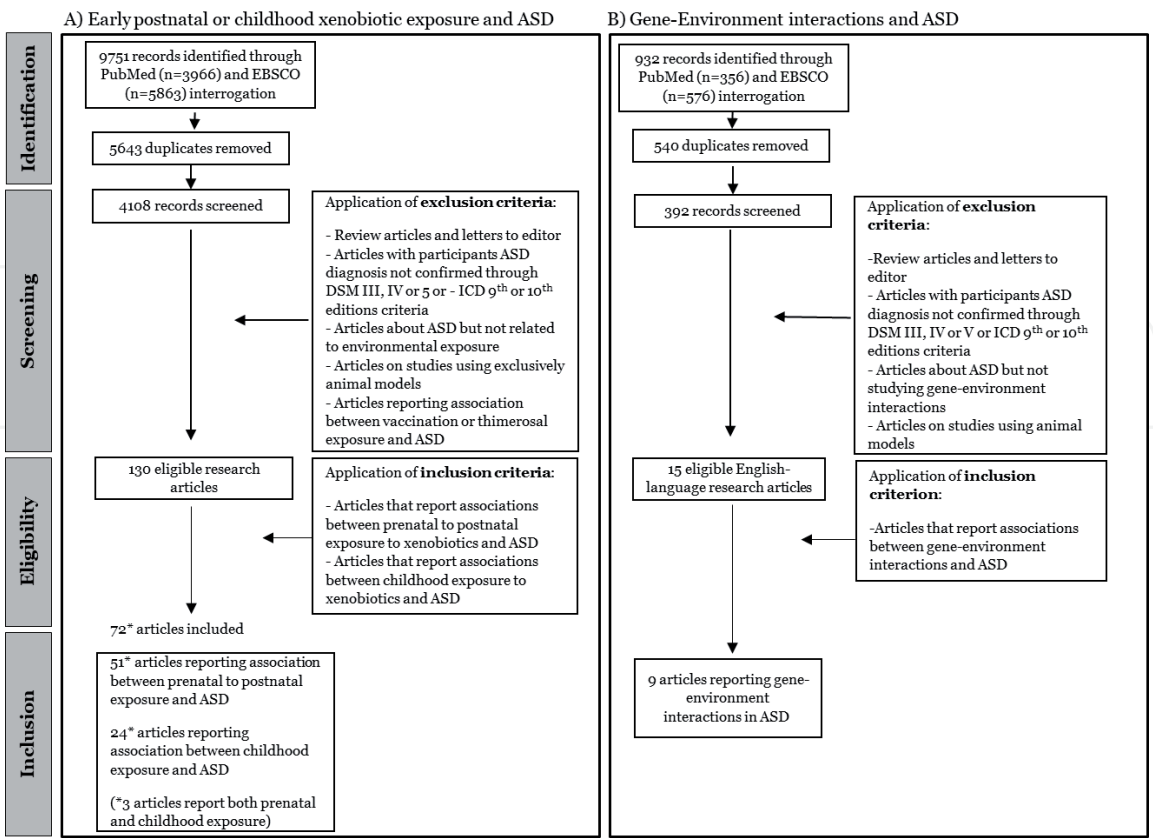 A) Early postnatal or childhood xenobiotic exposure and ASD
B) Gene-Environment interactions and ASD
Identification
Screening
Eligibility
Inclusion
9751 records identified through
PubMed (n=3966) and EBSCO
(n=5863) interrogation
5643 duplicates removed
4108 records screened
Application of exclusion criteria:
- Review articles and letters to editor
- Articles with participants ASD
diagnosis not confirmed through
DSM III, IV or 5 or - ICD 9th or 10th
editions criteria
- Articles about ASD but not related
to environmental exposure
- Articles on studies using exclusively
animal models
- Articles reporting association
between vaccination or thimerosal
exposure and ASD
130 eligible research
articles
Application of inclusion criteria:
- Articles that report associations
between prenatal to postnatal
exposure to xenobiotics and ASD
- Articles that report associations
between childhood exposure to
xenobiotics and ASD
72* articles included
51* articles reporting association
between prenatal to postnatal
exposure and ASD
24* articles reporting
association between childhood
exposure and ASD
(*3 articles report both prenatal
and childhood exposure)
932 records identified through
PubMed (n=356) and EBSCO
(n=576) interrogation
540 duplicates removed
392 records screened
Application of exclusion
criteria:
-Review articles and letters to
editor
- Articles with participants ASD
diagnosis not confirmed through
DSM III, IV or V or ICD 9th or 10th
editions criteria
- Articles about ASD but not
studying gene-environment
interactions
- Articles on studies using animal
models
15 eligible English-
language research articles
Application of inclusion
criterion:
-Articles that report associations
between gene-environment
interactions and ASD
9 articles reporting gene-
environment
interactions in ASD